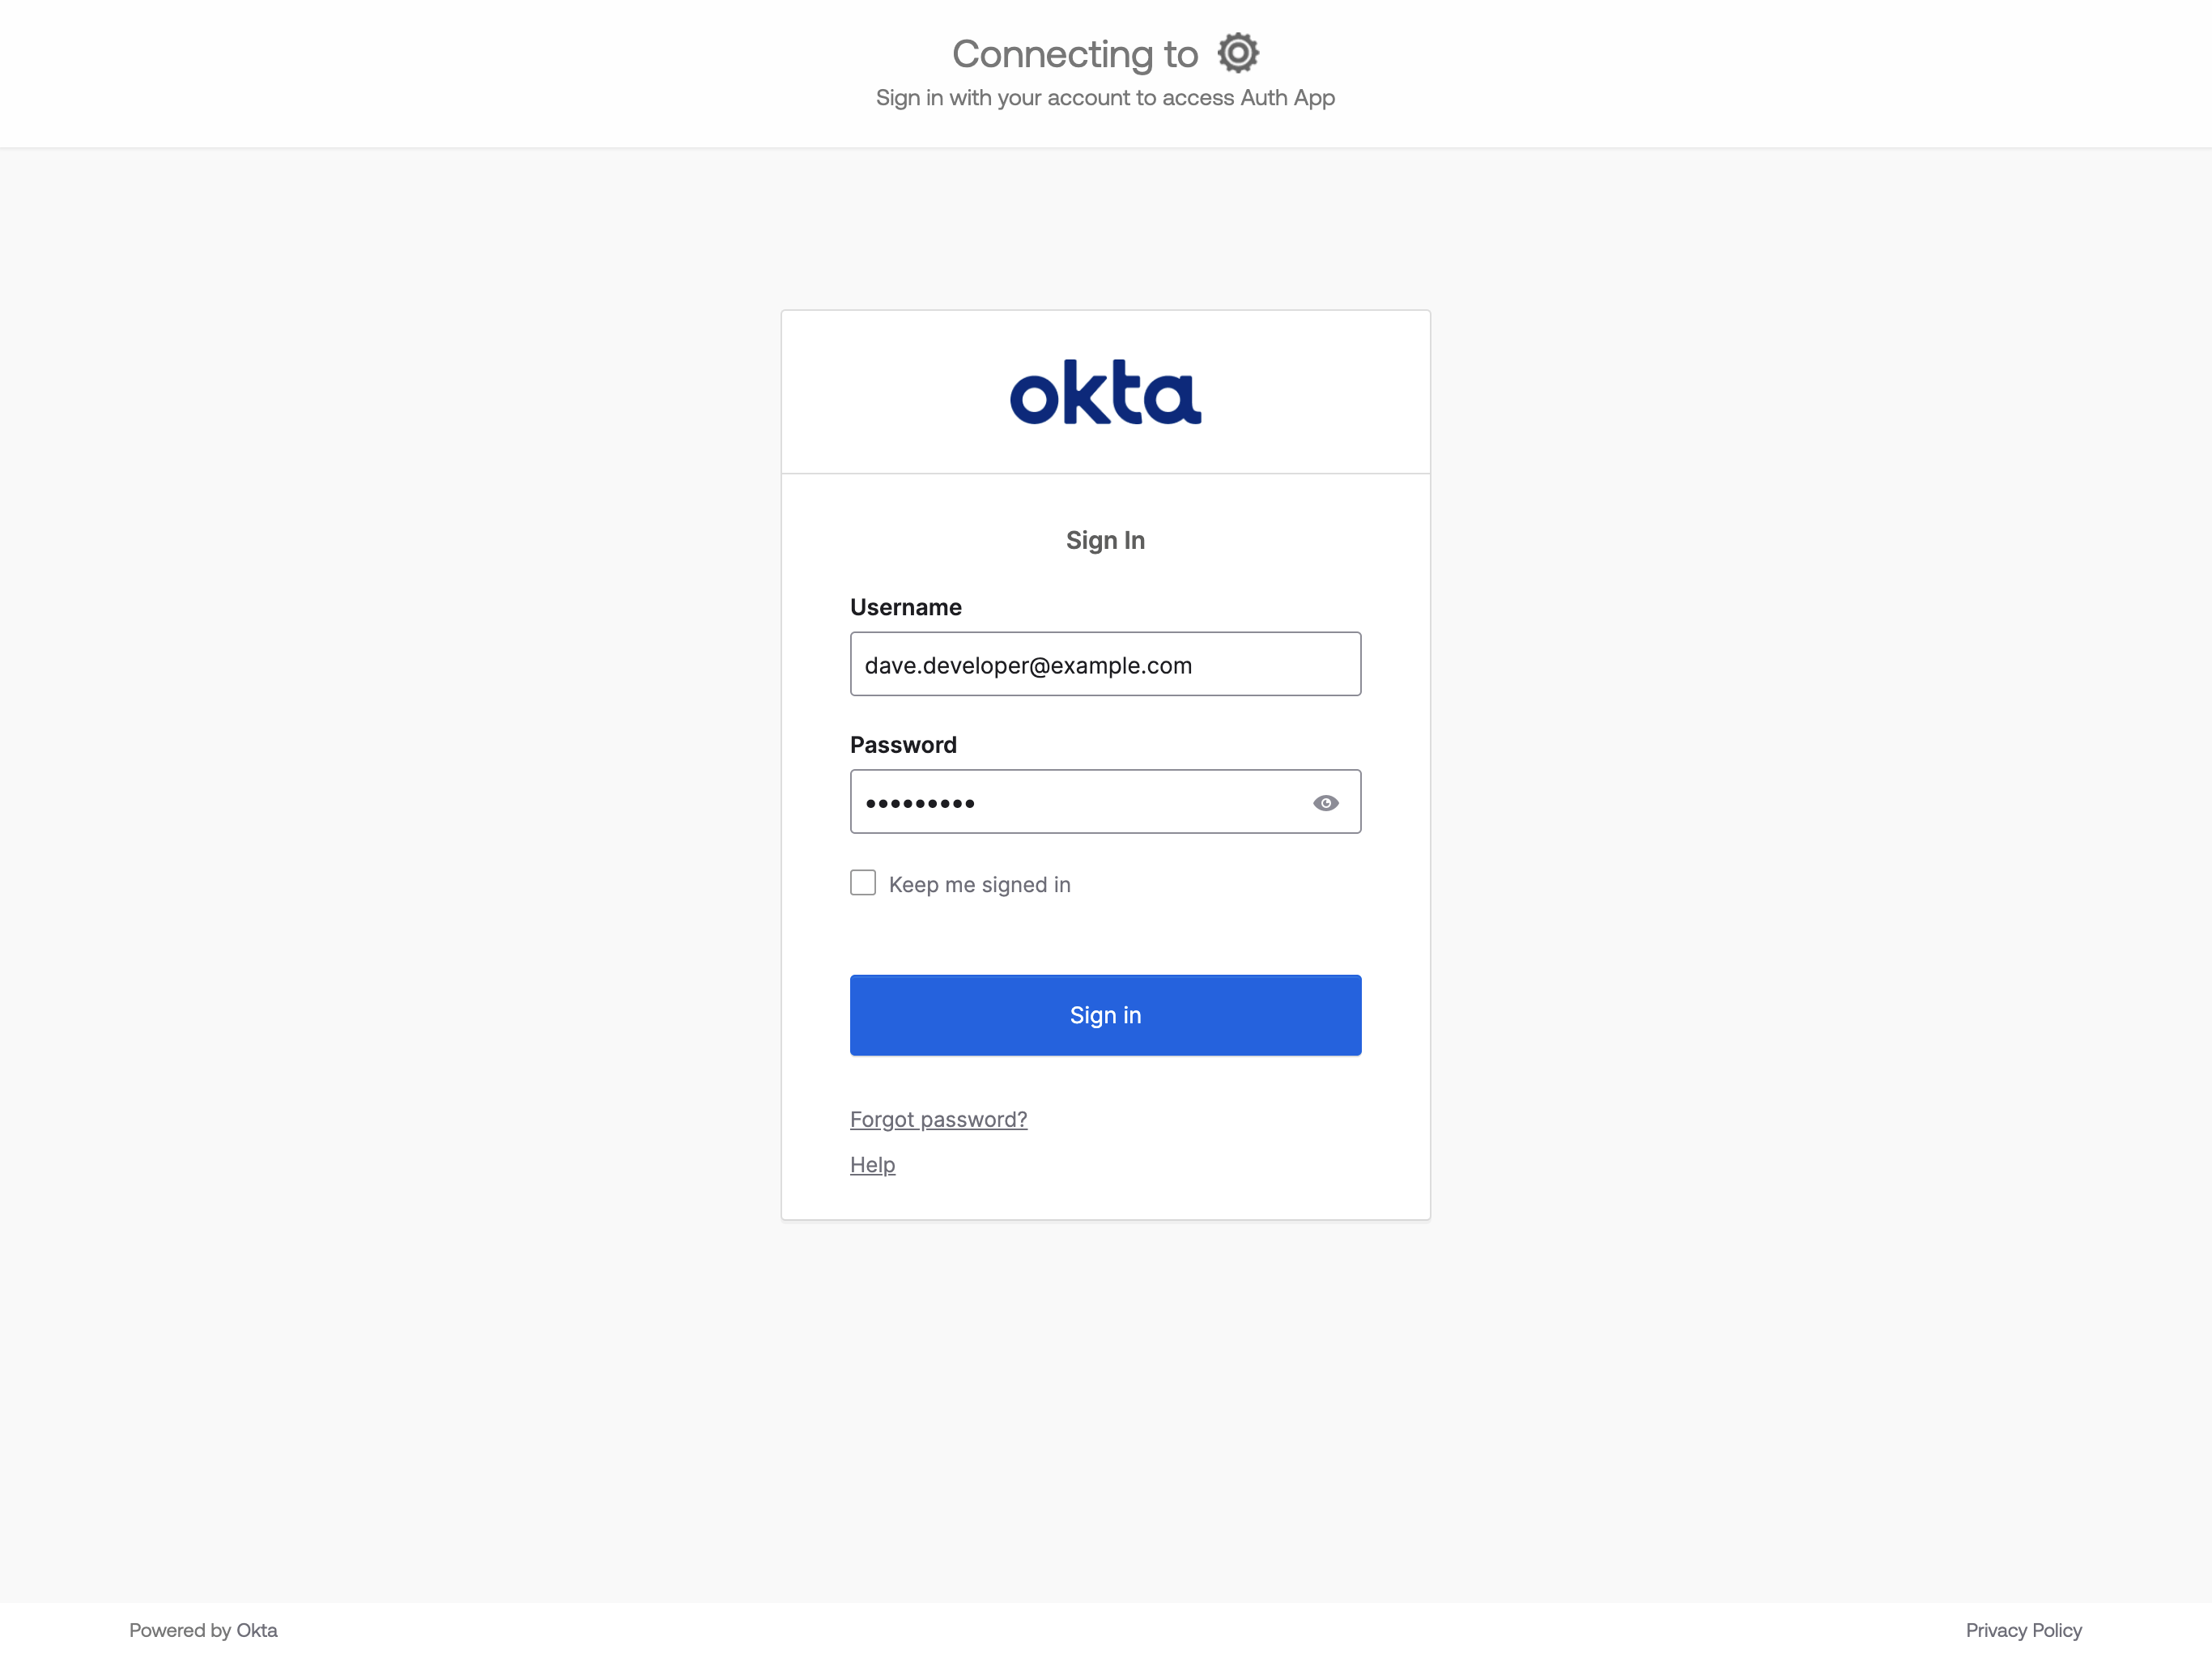 Connecting to
Sign in with your account to access Auth App
okta
Sign In
Username
dave.developer@example.com
Password
•••••••••
Keep me signed in
Sign in
Forgot password?
Help
Powered by Okta
Privacy Policy